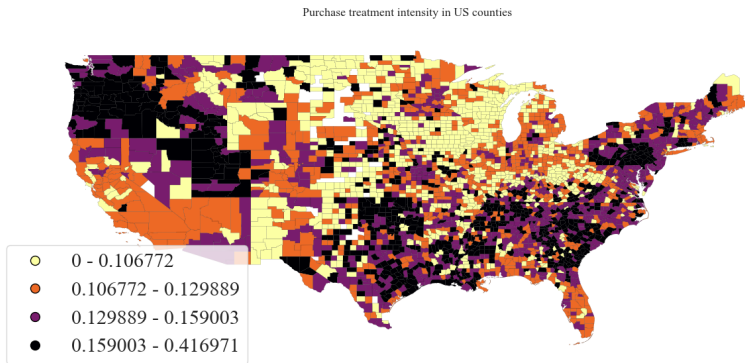 Purchase treatment intensity in US counties
0 - 0.106772
0.106772 - 0.129889
0.129889 - 0.159003
0.159003 - 0.416971